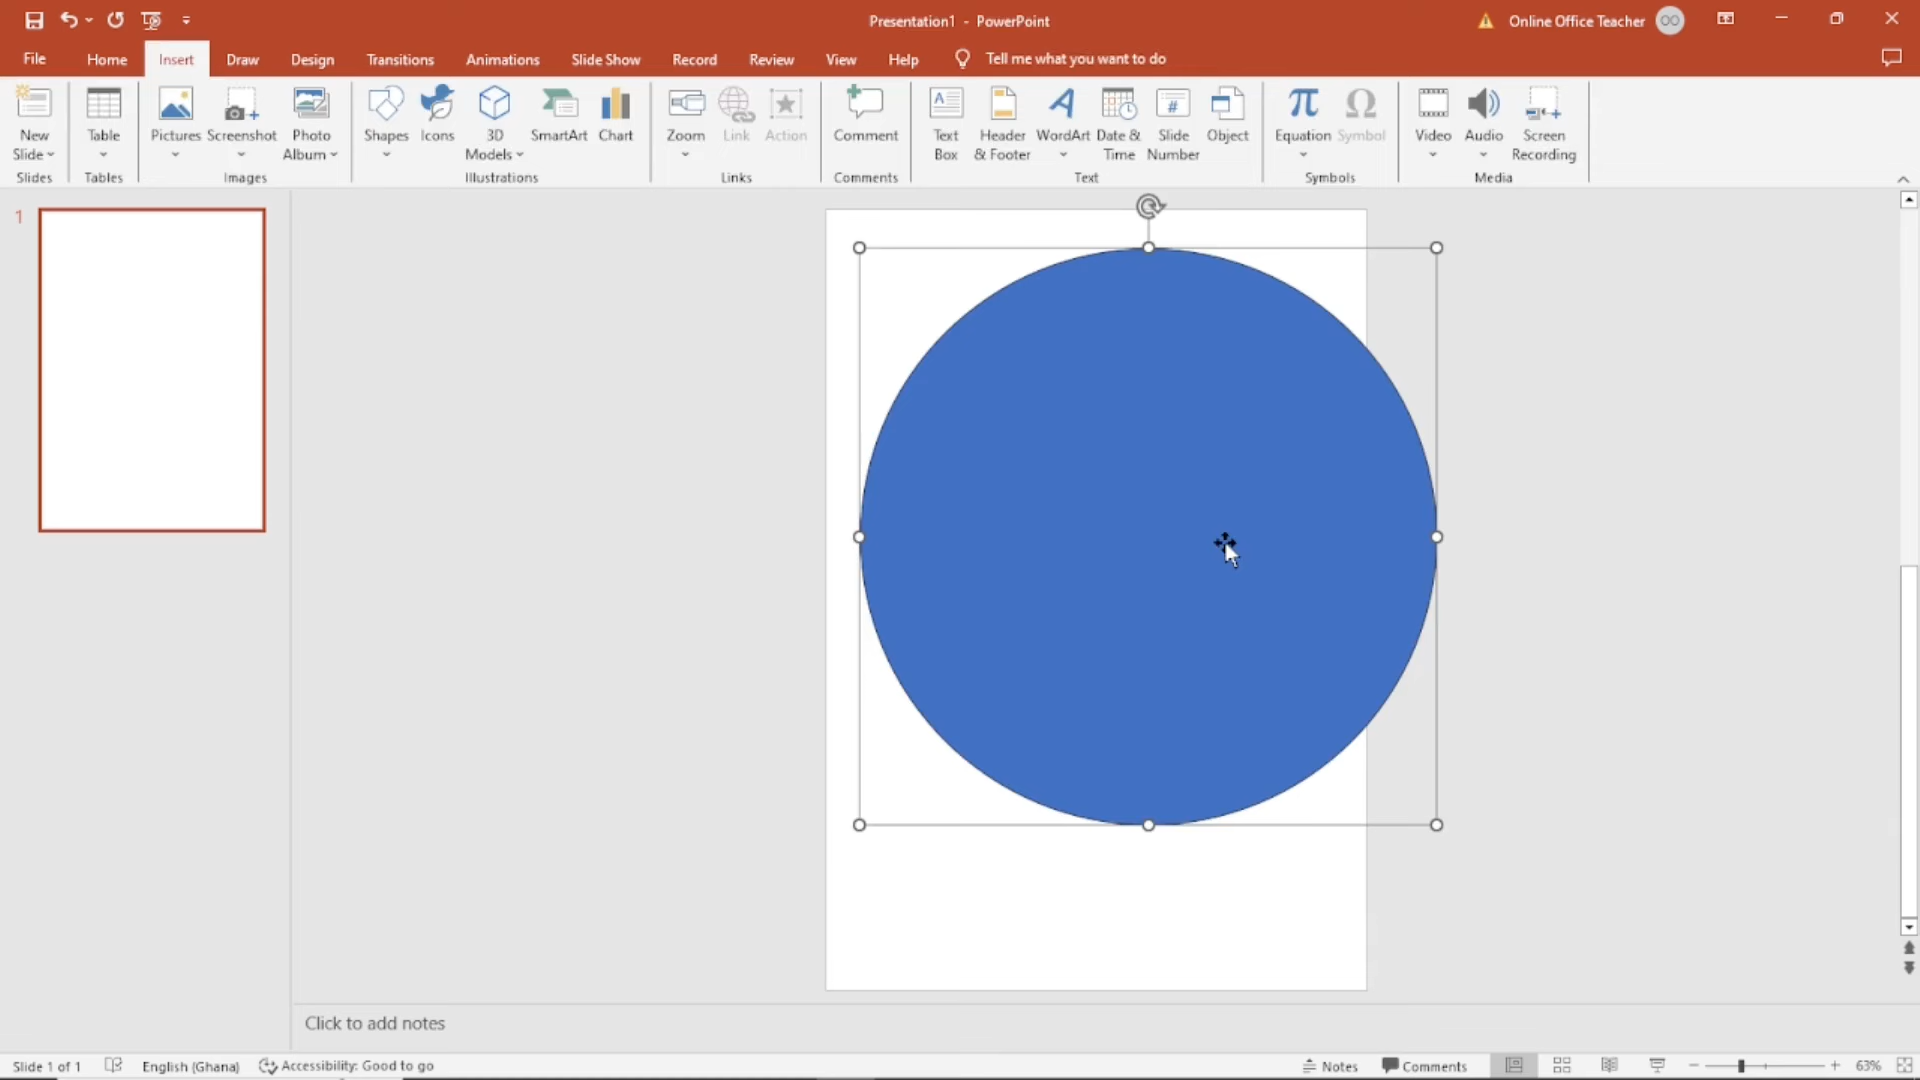 Presentation1 - PowerPoint
Online Office Teacher
OO
File
Home
Insert
Draw
Design
Transitions
Animations
Slide Show
Record
Review
View
Help
Tell me what you want to do
New
Slide
Table
Pictures
Screenshot
Photo
Album
Shapes
Icons
3D
Models
SmartArt
Chart
Zoom
Link
Action
Comment
Text
Box
Header
& Footer
WordArt
Date &
Time
Slide
Number
Object
Equation
Symbol
Video
Audio
Screen
Recording
Slides
Tables
Images
Illustrations
Links
Comments
Text
Symbols
Media
1
Click to add notes
Slide 1 of 1
English (Ghana)
Accessibility: Good to go
Notes
Comments
63%